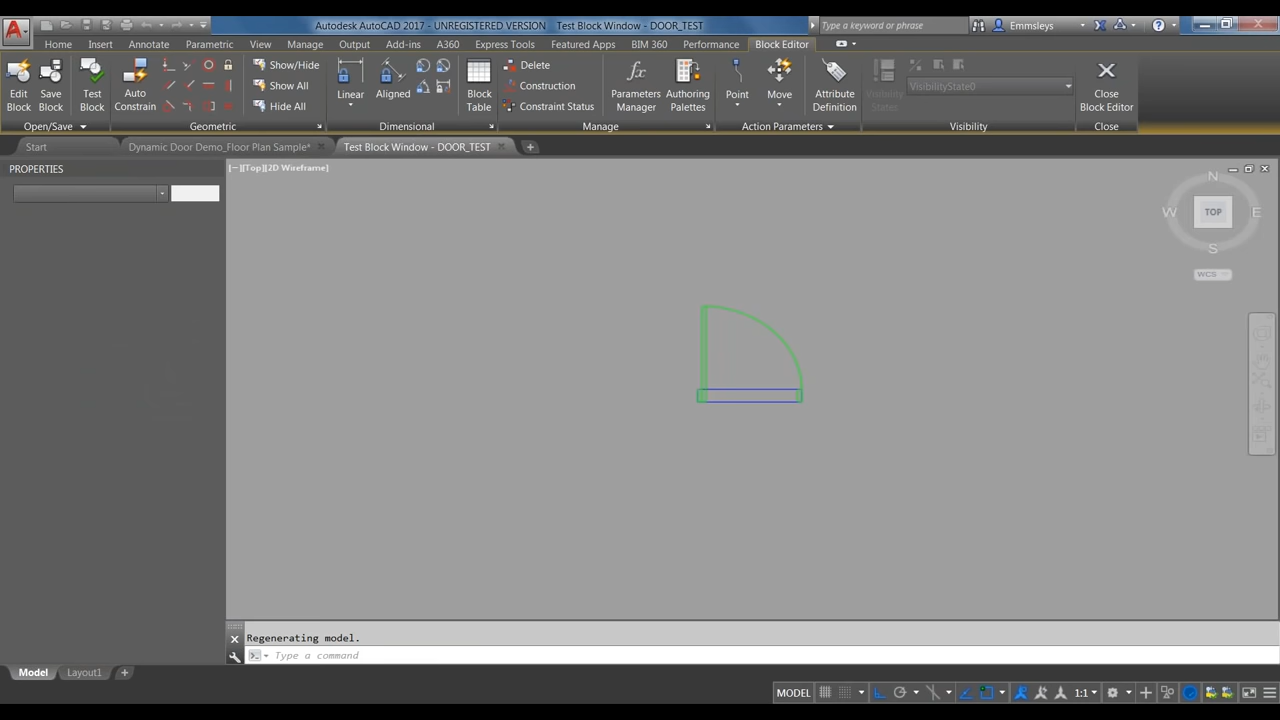 Autodesk AutoCAD 2017 - UNREGISTERED VERSION Test Block Window - DOOR_TEST
Type a keyword or phrase
Emmsleys
Home Insert Annotate Parametric View Manage Output Add-ins A360 Express Tools Featured Apps BIM 360 Performance Block Editor
Edit Block
Save Block
Test Block
Auto Constrain
Show/Hide
Show All
Hide All
Linear
Aligned
Block Table
Delete
Construction
Constraint Status
Parameters Manager
Authoring Palettes
Point
Move
Attribute Definition
Visibility States
VisibilityState0
Close Block Editor
Open/Save Geometric Dimensional Manage Action Parameters Visibility Close
Start Dynamic Door Demo_Floor Plan Sample* Test Block Window - DOOR_TEST
PROPERTIES
[−][Top][2D Wireframe]
N
W TOP E
S
WCS
Regenerating model.
Type a command
Model Layout1
MODEL 1:1